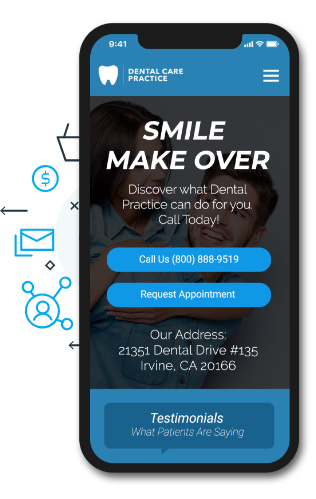 9:41
DENTAL CARE
PRACTICE
$
SMILE
MAKE OVER
Discover what Dental
Practice can do for you.
Call Today!
Call Us (800) 888-9519
Request Appointment
Our Address:
21351 Dental Drive #135
Irvine, CA 20166
Testimonials
What Patients Are Saying